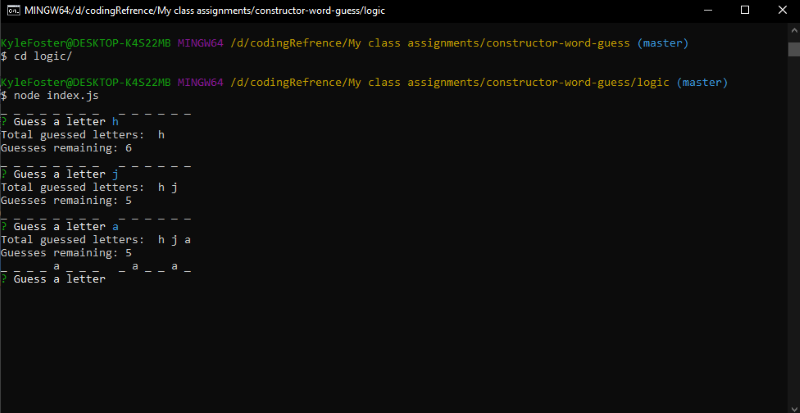 MINGW64:/d/codingRefrence/My class assignments/constructor-word-guess/logic
KyleFoster@DESKTOP-K4S22MB MINGW64 /d/codingRefrence/My class assignments/constructor-word-guess (master)
$ cd logic/
KyleFoster@DESKTOP-K4S22MB MINGW64 /d/codingRefrence/My class assignments/constructor-word-guess/logic (master)
$ node index.js
_ _ _ _ _ _ _ _   _ _ _ _ _ _
? Guess a letter h
Total guessed letters:  h
Guesses remaining: 6
_ _ _ _ _ _ _ _   _ _ _ _ _ _
? Guess a letter j
Total guessed letters:  h j
Guesses remaining: 5
_ _ _ _ _ _ _ _   _ _ _ _ _ _
? Guess a letter a
Total guessed letters:  h j a
Guesses remaining: 5
_ _ _ _ a _ _ _   _ a _ _ a _
? Guess a letter